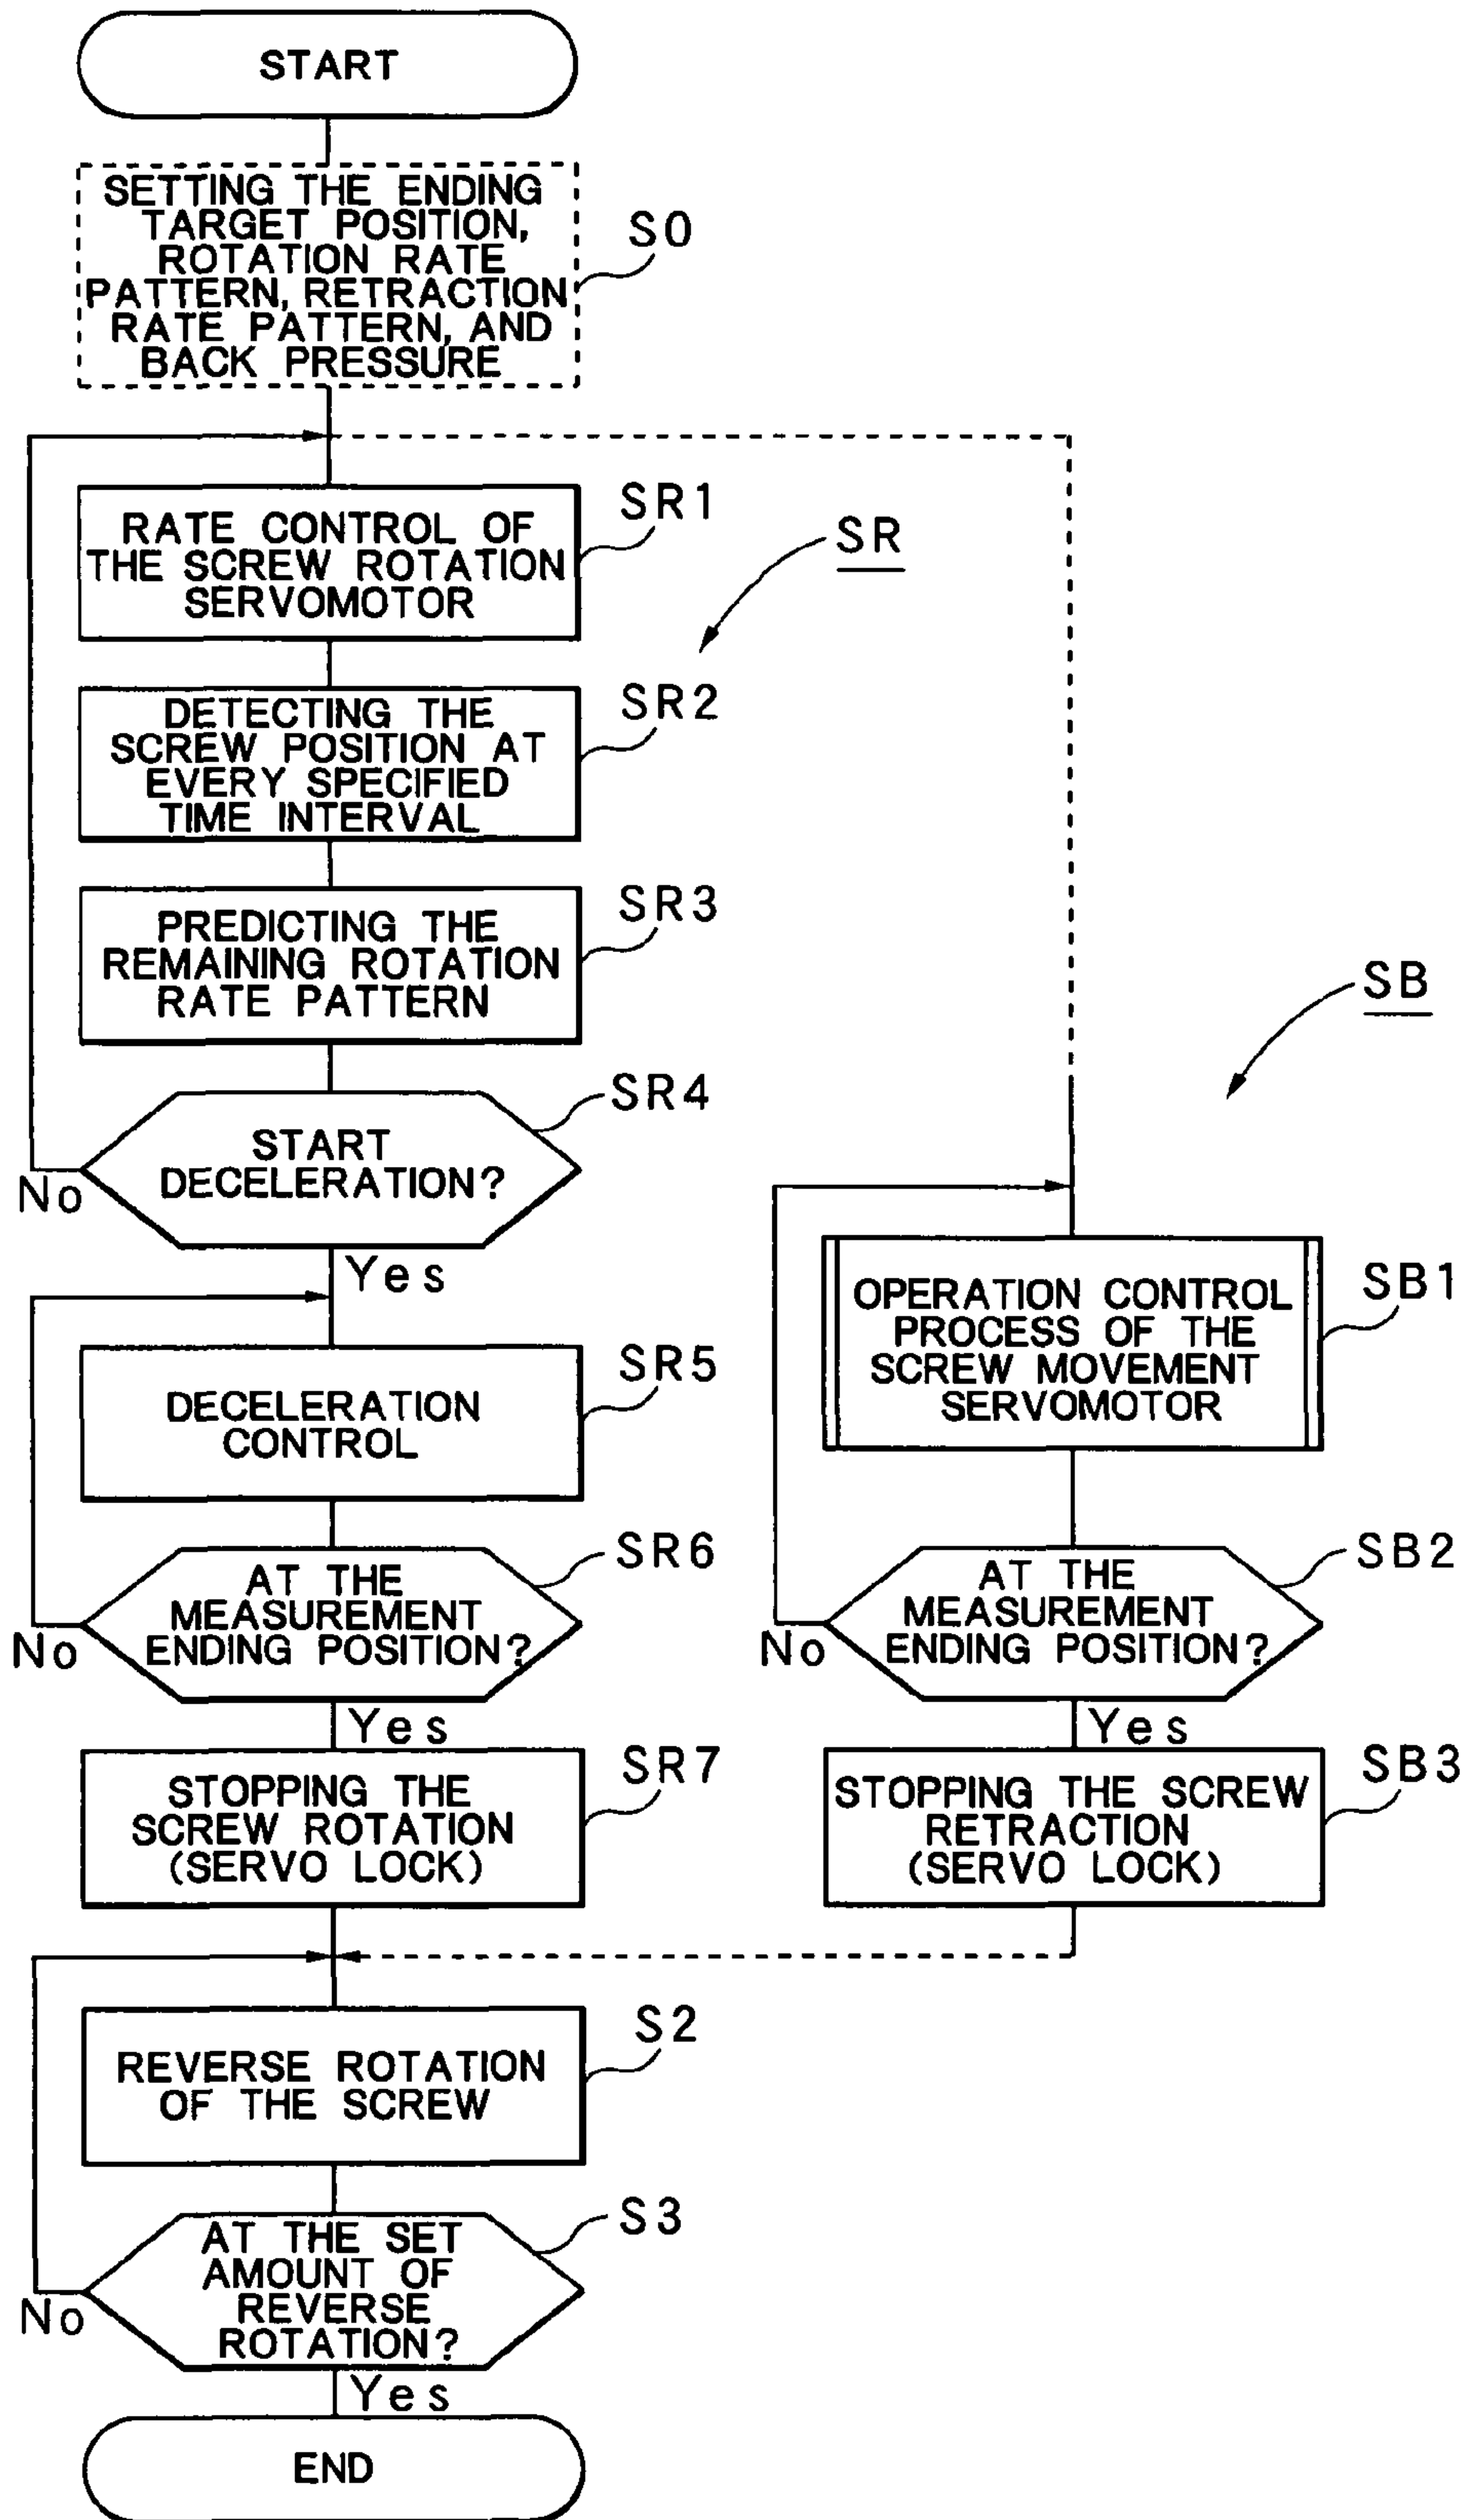 START
SETTING THE ENDING
TARGET POSITION,
ROTATION RATE
PATTERN, RETRACTION
RATE PATTERN, AND
BACK PRESSURE
S0
RATE CONTROL OF
THE SCREW ROTATION
SERVOMOTOR
SR1
SR
DETECTING THE
SCREW POSITION AT
EVERY SPECIFIED
TIME INTERVAL
SR2
PREDICTING THE
REMAINING ROTATION
RATE PATTERN
SR3
START
DECELERATION?
SR4
No
Yes
DECELERATION
CONTROL
SR5
AT THE
MEASUREMENT
ENDING POSITION?
SR6
No
Yes
STOPPING THE
SCREW ROTATION
(SERVO LOCK)
SR7
SB
OPERATION CONTROL
PROCESS OF THE
SCREW MOVEMENT
SERVOMOTOR
SB1
AT THE
MEASUREMENT
ENDING POSITION?
SB2
No
Yes
STOPPING THE SCREW
RETRACTION
(SERVO LOCK)
SB3
REVERSE ROTATION
OF THE SCREW
S2
AT THE SET
AMOUNT OF
REVERSE
ROTATION?
S3
No
Yes
END